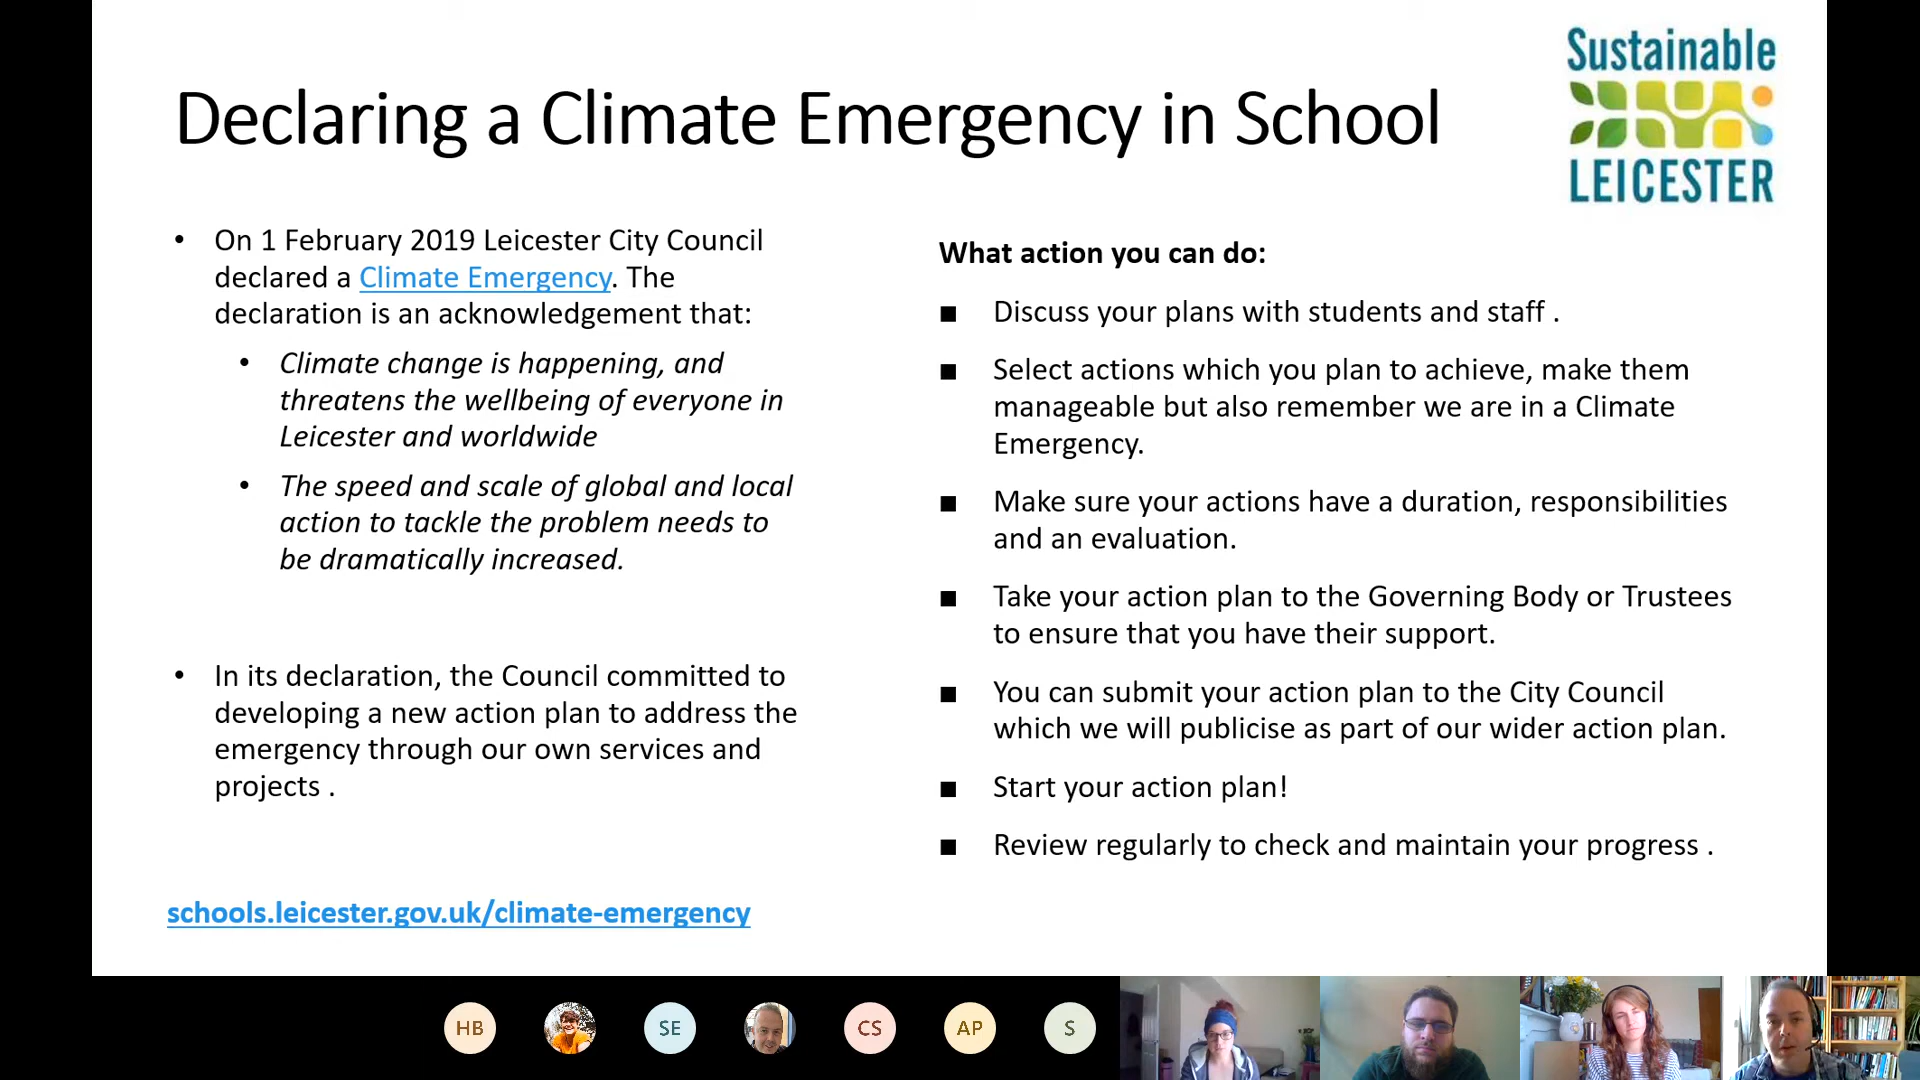 Declaring a Climate Emergency in School
Sustainable
LEICESTER
• On 1 February 2019 Leicester City Council
declared a Climate Emergency. The
declaration is an acknowledgement that:
• Climate change is happening, and
threatens the wellbeing of everyone in
Leicester and worldwide
• The speed and scale of global and local
action to tackle the problem needs to
be dramatically increased.
• In its declaration, the Council committed to
developing a new action plan to address the
emergency through our own services and
projects .
schools.leicester.gov.uk/climate-emergency
What action you can do:
■ Discuss your plans with students and staff .
■ Select actions which you plan to achieve, make them
manageable but also remember we are in a Climate
Emergency.
■ Make sure your actions have a duration, responsibilities
and an evaluation.
■ Take your action plan to the Governing Body or Trustees
to ensure that you have their support.
■ You can submit your action plan to the City Council
which we will publicise as part of our wider action plan.
■ Start your action plan!
■ Review regularly to check and maintain your progress .
HB
SE
CS
AP
S